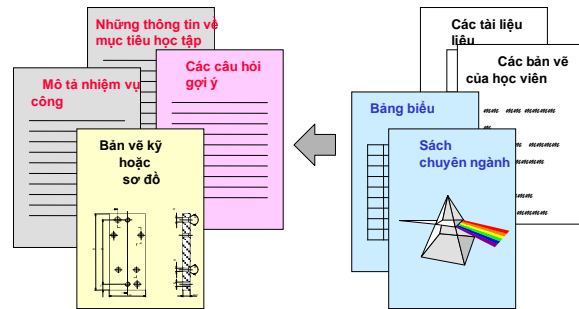 Những thông tin về
mục tiêu học tập
Mô tả nhiệm vụ
công
Các câu hỏi
gợi ý
Bản vẽ kỹ
hoặc
sơ đồ
Các tài liệu
liêu
Các bản vẽ
của học viên
Bảng biểu
Sách
chuyên ngành